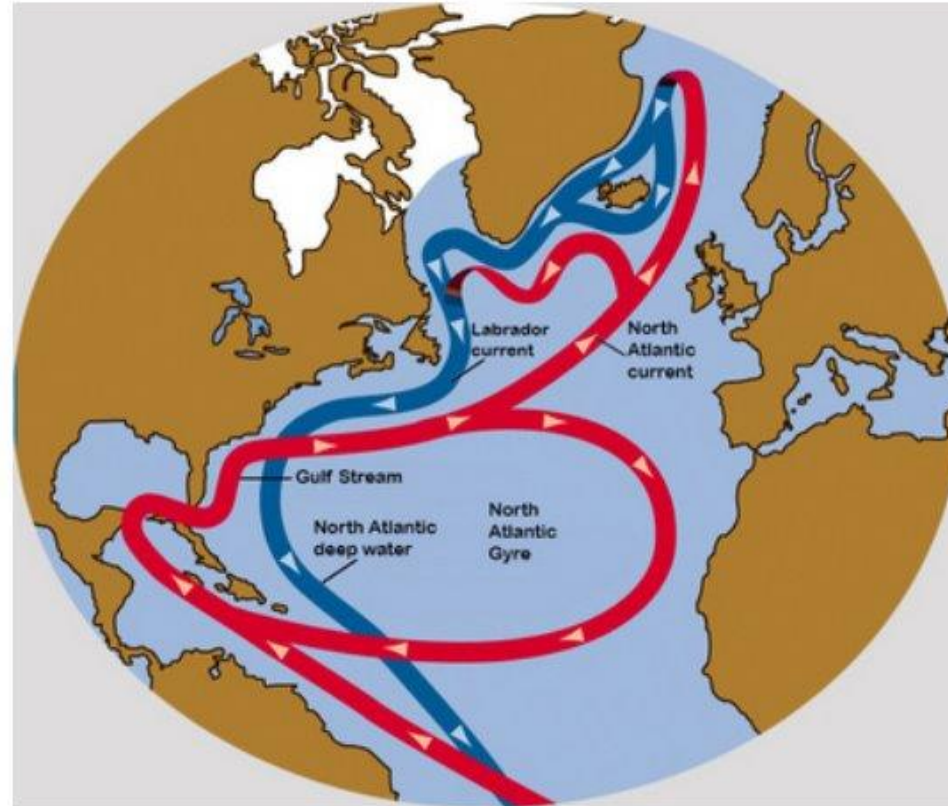 Labrador
current
North
Atlantic
current
Gulf Stream
North Atlantic
deep water
North
Atlantic
Gyre